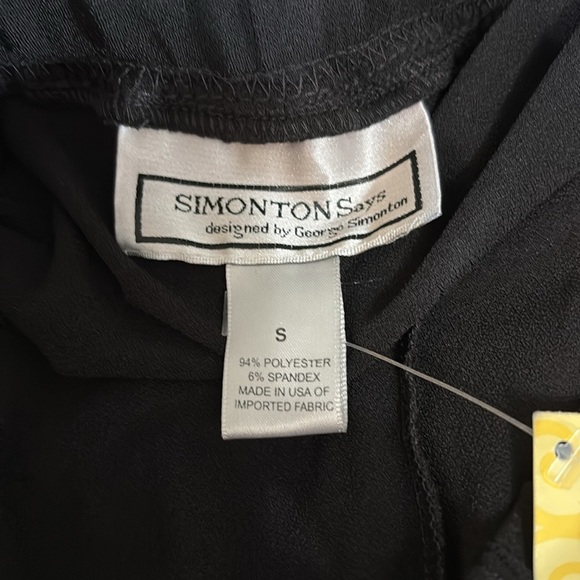 SIMONTON Says
designed by George Simonton
S
94% POLYESTER
6% SPANDEX
MADE IN USA OF
IMPORTED FABRIC